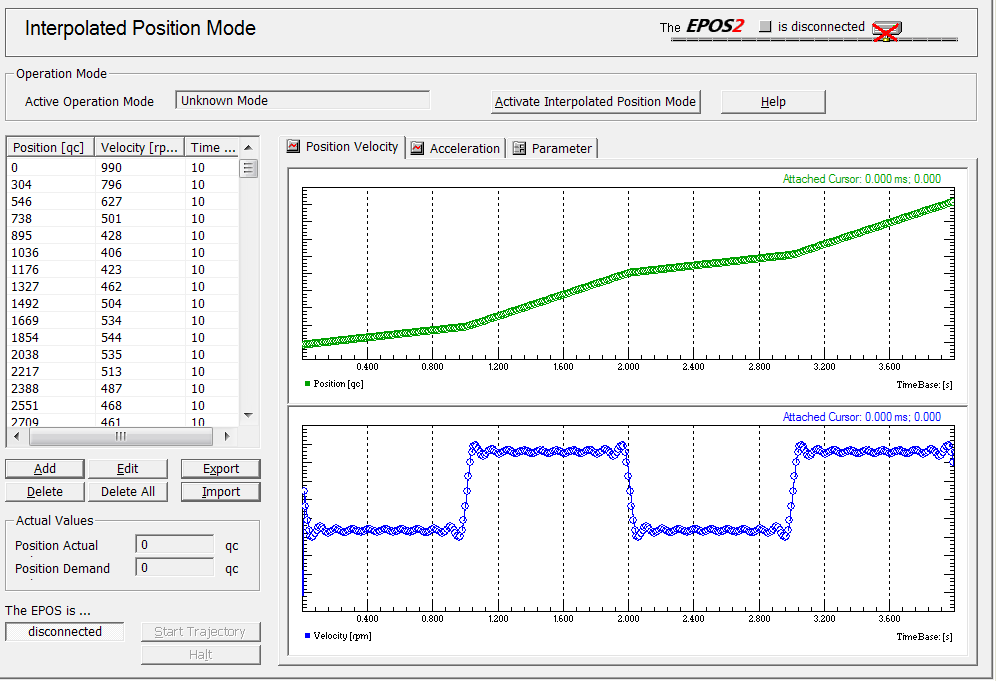 Interpolated Position Mode
The EPOS2 is disconnected
Operation Mode
Active Operation Mode Unknown Mode Activate Interpolated Position Mode Help
Position [qc] Velocity [rp... Time ...
0 990 10
304 796 10
546 627 10
738 501 10
895 428 10
1036 406 10
1176 423 10
1327 462 10
1492 504 10
1669 534 10
1854 544 10
2038 535 10
2217 513 10
2388 487 10
2551 468 10
2709 461 10
Add Edit Export
Delete Delete All Import
Actual Values
Position Actual 0 qc
Position Demand 0 qc
The EPOS is ...
disconnected Start Trajectory
Halt
Position Velocity Acceleration Parameter
Attached Cursor: 0.000 ms; 0.000
0.400 0.800 1.200 1.600 2.000 2.400 2.800 3.200 3.600
Position [qc] TimeBase: [s]
Attached Cursor: 0.000 ms; 0.000
0.400 0.800 1.200 1.600 2.000 2.400 2.800 3.200 3.600
Velocity [rpm] TimeBase: [s]